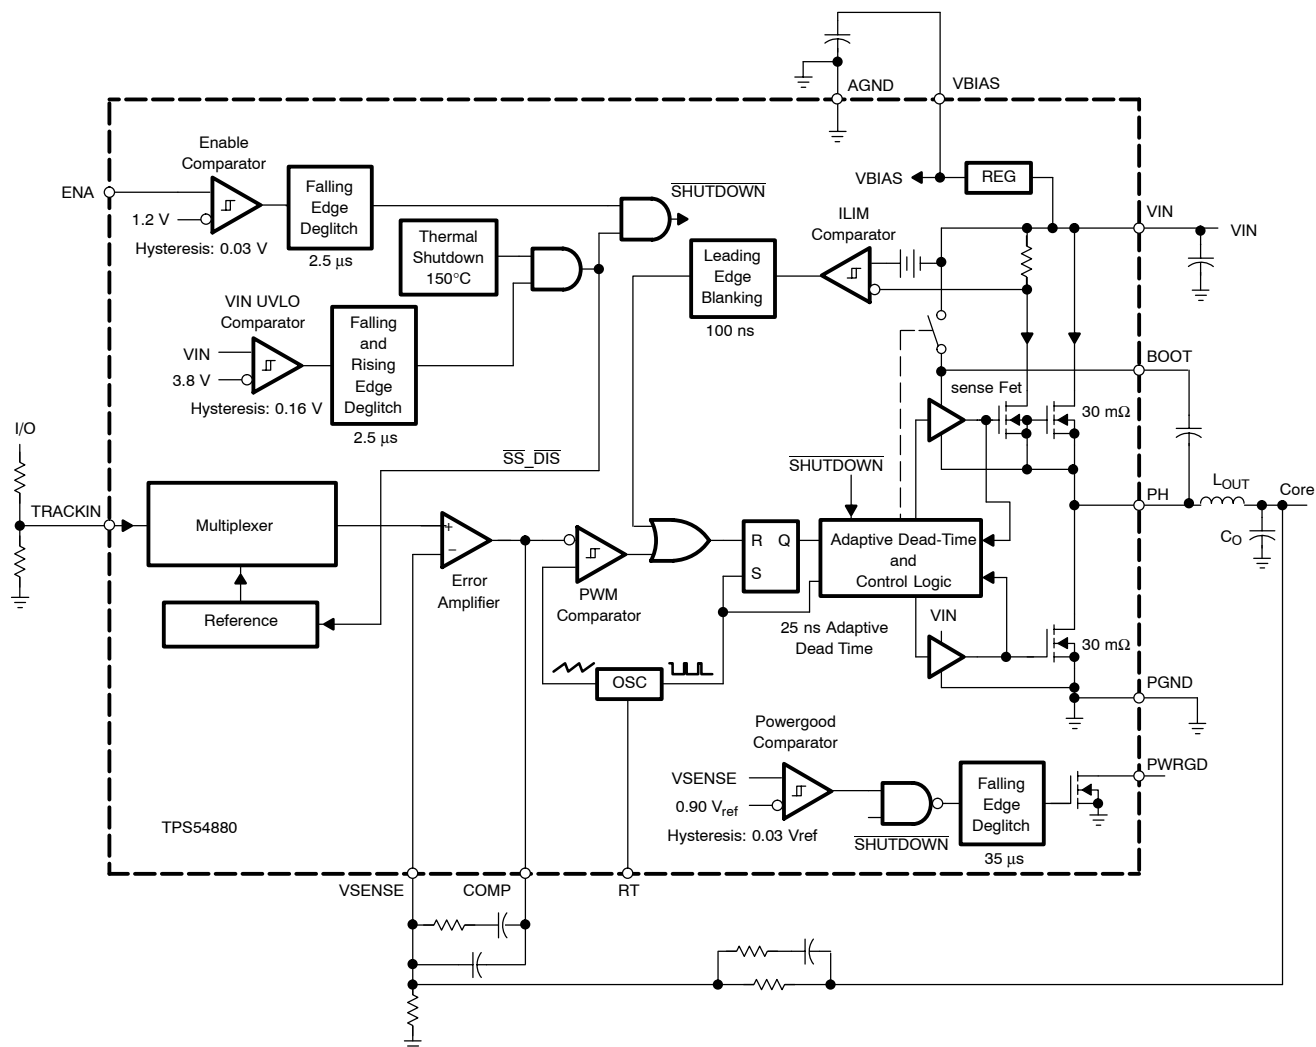 AGND
VBIAS
Enable
Comparator
ENA
1.2 V
Hysteresis: 0.03 V
Falling
Edge
Deglitch
2.5 μs
SHUTDOWN
Thermal
Shutdown
150°C
VBIAS
REG
ILIM
Comparator
VIN
VIN
Leading
Edge
Blanking
100 ns
VIN UVLO
Comparator
VIN
3.8 V
Hysteresis: 0.16 V
Falling
and
Rising
Edge
Deglitch
2.5 μs
BOOT
sense Fet
30 mΩ
I/O
SS_DIS
SHUTDOWN
TRACKIN
Multiplexer
Reference
+
−
Error
Amplifier
PWM
Comparator
R Q
S
Adaptive Dead-Time
and
Control Logic
25 ns Adaptive
Dead Time
PH
LOUT
Core
CO
VIN
30 mΩ
OSC
PGND
Powergood
Comparator
VSENSE
0.90 Vref
Hysteresis: 0.03 Vref
SHUTDOWN
Falling
Edge
Deglitch
35 μs
PWRGD
TPS54880
VSENSE
COMP
RT